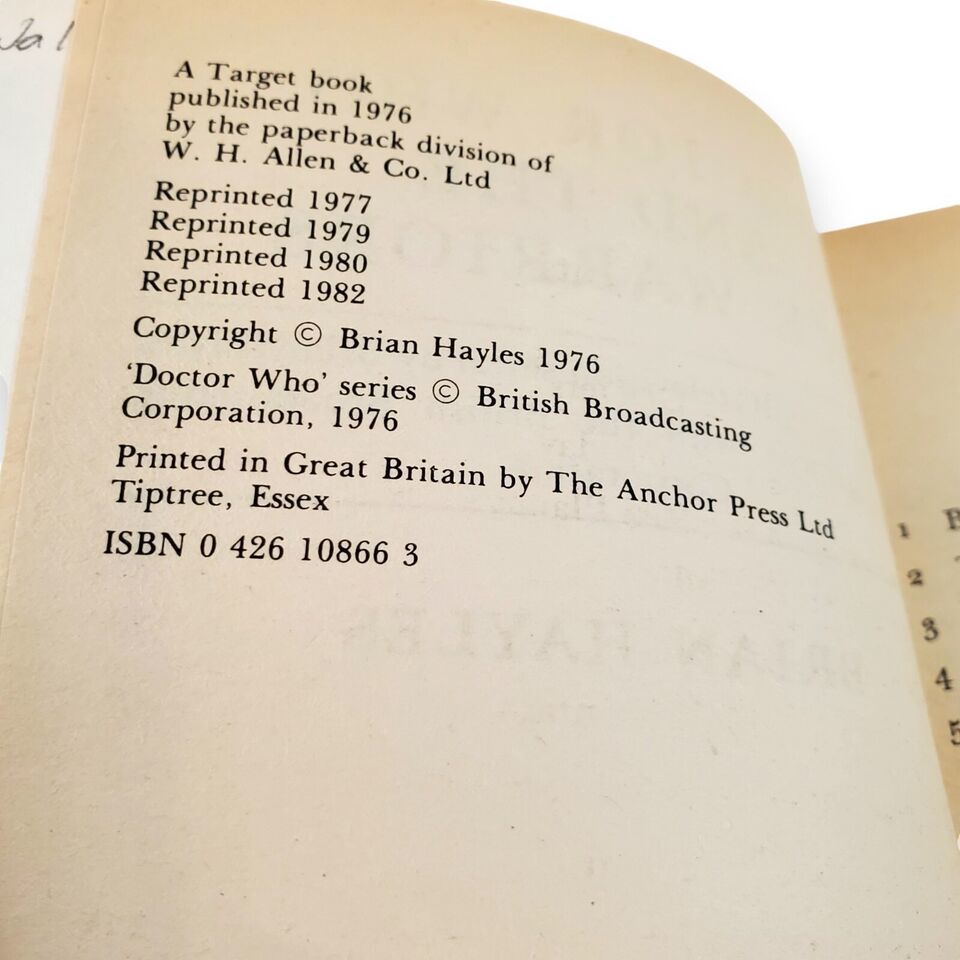 A Target book
published in 1976
by the paperback division of
W. H. Allen & Co. Ltd
Reprinted 1977
Reprinted 1979
Reprinted 1980
Reprinted 1982
Copyright © Brian Hayles 1976
‘Doctor Who’ series © British Broadcasting
Corporation, 1976
Printed in Great Britain by The Anchor Press Ltd
Tiptree, Essex
ISBN 0 426 10866 3
1
2
3
4
5